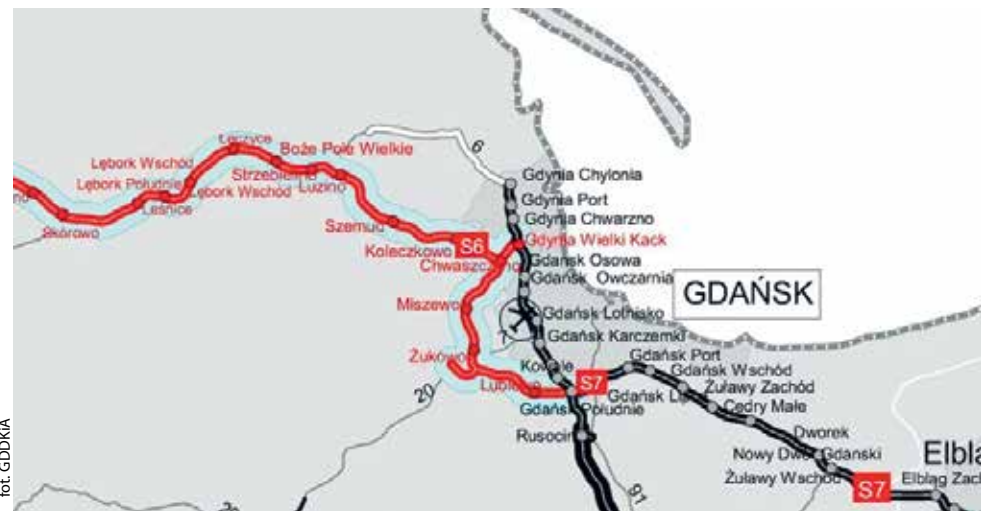 Łęczyce
Boże Pole Wielkie
Lębork Wschód
Strzebielino
Lębork Południe
Luzino
Lębork Wschód
Leśnice
Skórowo
Szemud
6
Gdynia Chylonia
Gdynia Port
Gdynia Chwarzno
Gdynia Wielki Kack
Koleczkowo
S6
Chwaszczyno
Gdańsk Osowa
Gdańsk Owczarnia
GDAŃSK
Miszewo
Gdańsk Lotnisko
7
Gdańsk Karczemki
Żukowo
Gdańsk Port
Kowale
Gdańsk Wschód
20
Lublewo
S7
Żuławy Zachód
Gdańsk Południe
Cedry Małe
Rusocin
Dworek
Nowy Dwór Gdański
Żuławy Wschód
S7
91
fot. GDDKiA